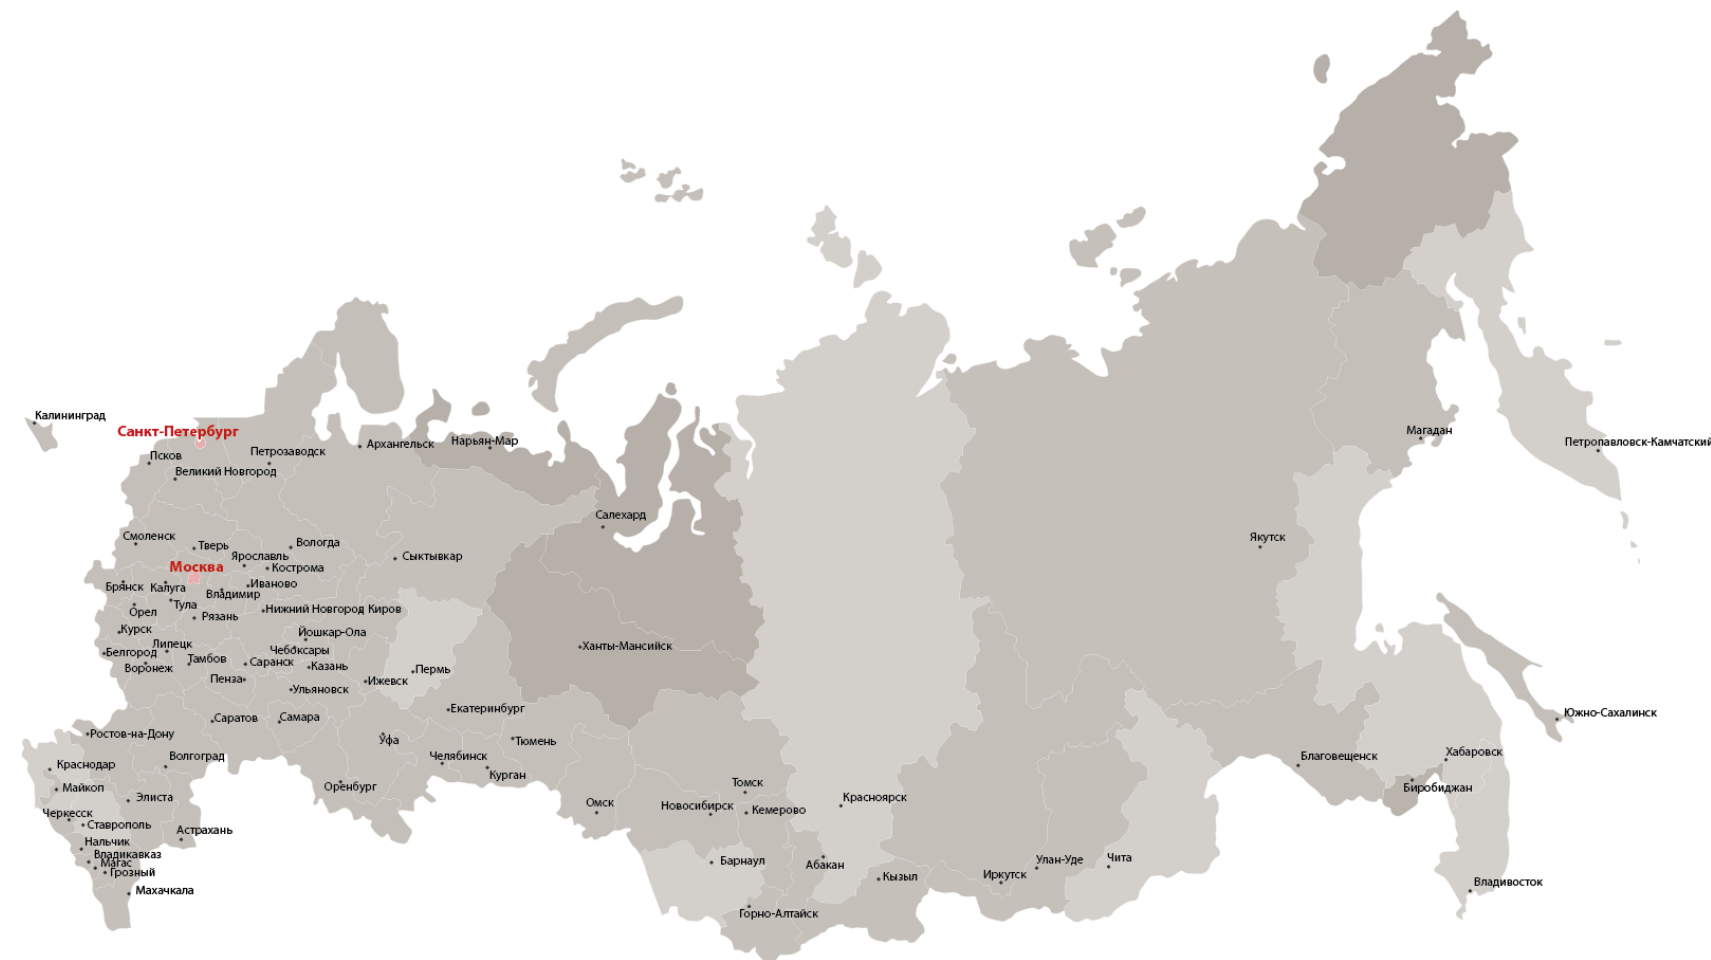 Калининград
Санкт-Петербург
Псков
Великий Новгород
Петрозаводск
Архангельск
Нарьян-Мар
Магадан
Петропавловск-Камчатский
Салехард
Якутск
Смоленск
Тверь
Вологда
Ярославль
Сыктывкар
Москва
Кострома
Брянск
Калуга
Иваново
Владимир
Орел
Тула
Рязань
Нижний Новгород
Киров
Курск
Йошкар-Ола
Липецк
Белгород
Чебоксары
Ханты-Мансийск
Воронеж
Тамбов
Саранск
Казань
Пермь
Пенза
Ульяновск
Ижевск
Екатеринбург
Саратов
Самара
Южно-Сахалинск
Ростов-на-Дону
Уфа
Тюмень
Волгоград
Челябинск
Благовещенск
Хабаровск
Краснодар
Курган
Майкоп
Оренбург
Томск
Биробиджан
Элиста
Омск
Новосибирск
Кемерово
Красноярск
Черкесск
Ставрополь
Астрахань
Нальчик
Владикавказ
Магас
Грозный
Барнаул
Абакан
Улан-Уде
Чита
Кызыл
Иркутск
Владивосток
Махачкала
Горно-Алтайск